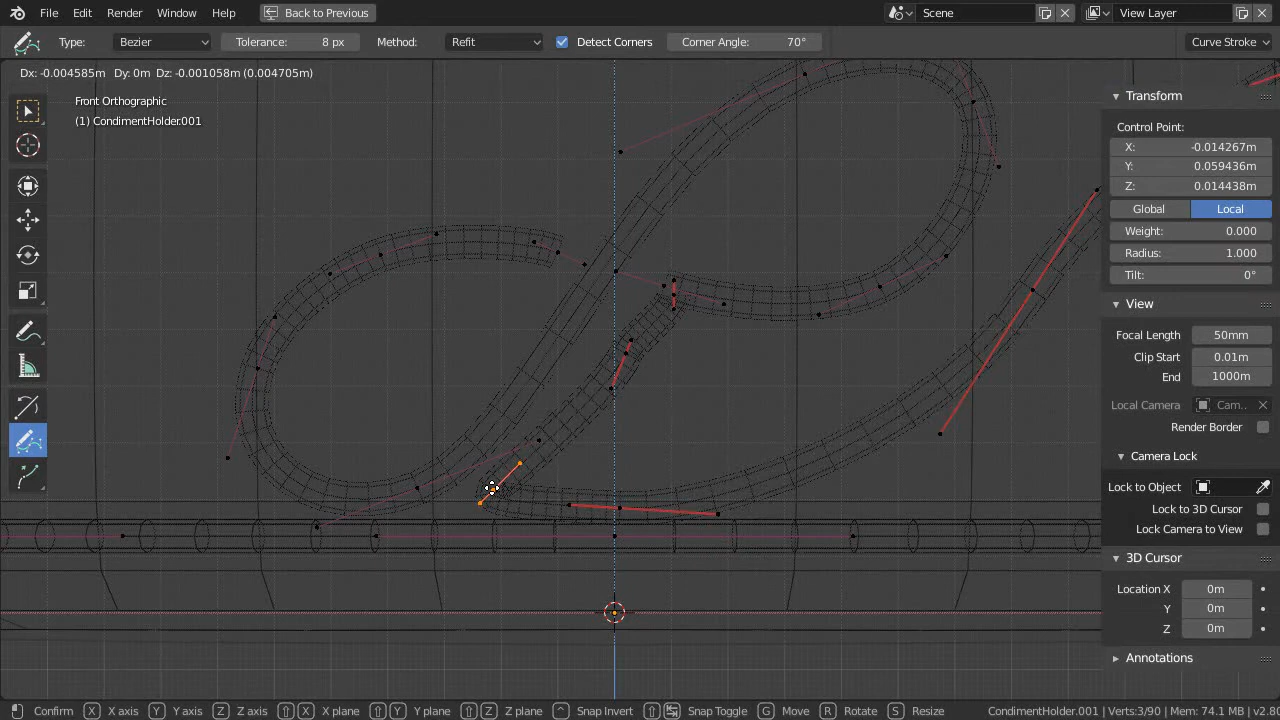 File Edit Render Window Help Back to Previous Scene View Layer
Type: Bezier Tolerance: 8 px Method: Refit Detect Corners Corner Angle: 70° Curve Stroke
Dx: -0.004585m Dy: 0m Dz: -0.001058m (0.004705m)
Front Orthographic
(1) CondimentHolder.001
Transform
Control Point:
X: -0.014267m
Y: 0.059436m
Z: 0.014438m
Global Local
Weight: 0.000
Radius: 1.000
Tilt: 0°
View
Focal Length 50mm
Clip Start 0.01m
End 1000m
Local Camera Cam..
Render Border
Camera Lock
Lock to Object
Lock to 3D Cursor
Lock Camera to View
3D Cursor
Location X 0m
Y 0m
Z 0m
Annotations
Confirm X X axis Y Y axis Z Z axis X X plane Y Y plane Z Z plane ^ Snap Invert Snap Toggle G Move R Rotate S Resize CondimentHolder.001 | Verts:3/90 | Mem: 74.1 MB | v2.80